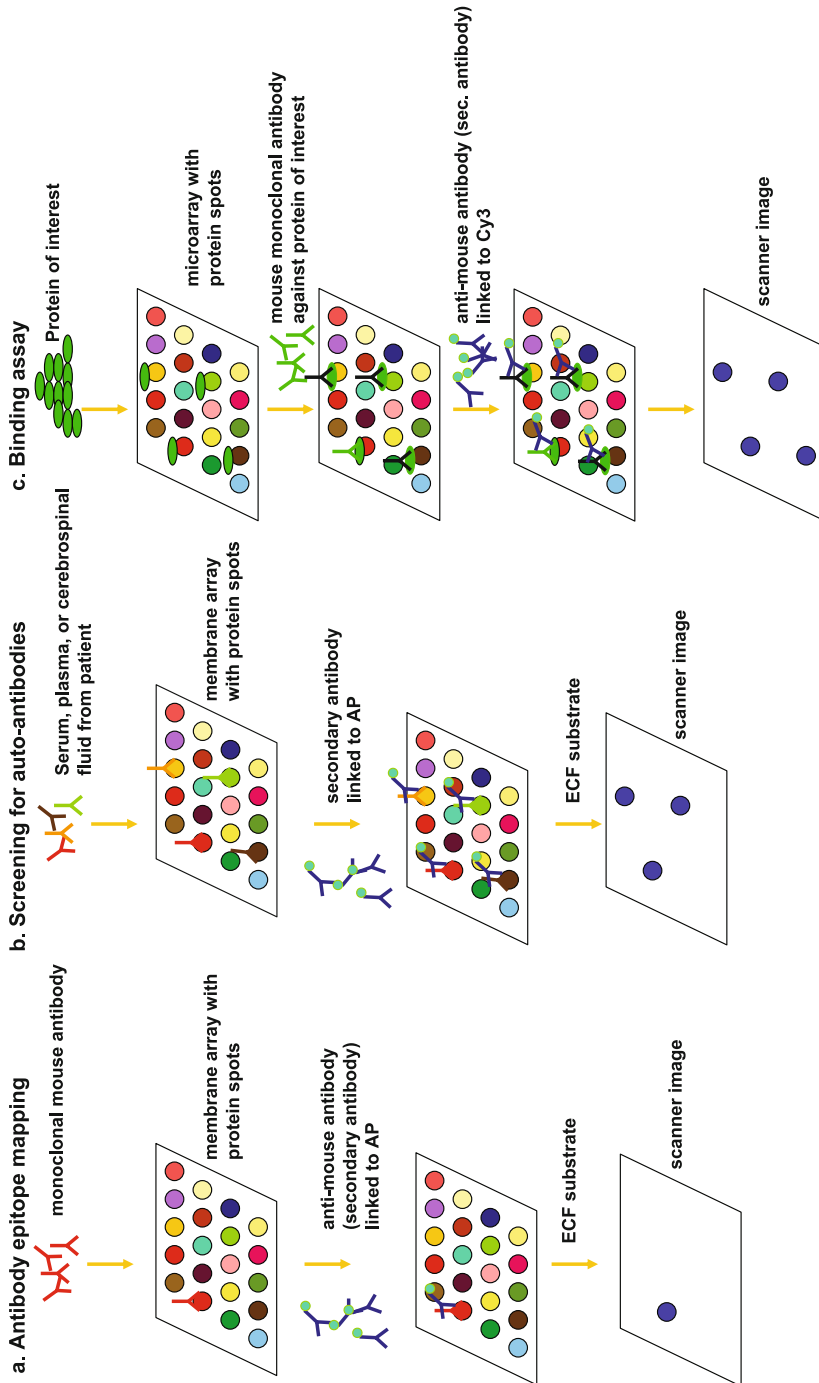 a. Antibody epitope mapping
monoclonal mouse antibody
membrane array with
protein spots
anti-mouse antibody
(secondary antibody)
linked to AP
ECF substrate
scanner image
b. Screening for auto-antibodies
Serum, plasma, or cerebrospinal
fluid from patient
membrane array
with protein spots
secondary antibody
linked to AP
ECF substrate
scanner image
c. Binding assay
Protein of interest
microarray with
protein spots
mouse monoclonal antibody
against protein of interest
anti-mouse antibody (sec. antibody)
linked to Cy3
scanner image